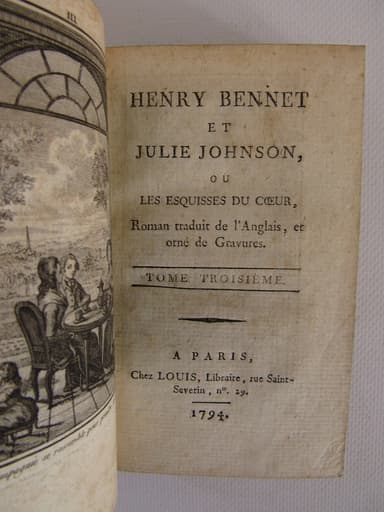 III
HENRY BENNET
ET
JULIE JOHNSON,
OU
LES ESQUISSES DU CŒUR,
Roman traduit de l'Anglais, et
orné de Gravures.
TOME TROISIÈME.
A PARIS,
Chez LOUIS, Libraire, rue Saint-
Severin, nº. 29.
1794.